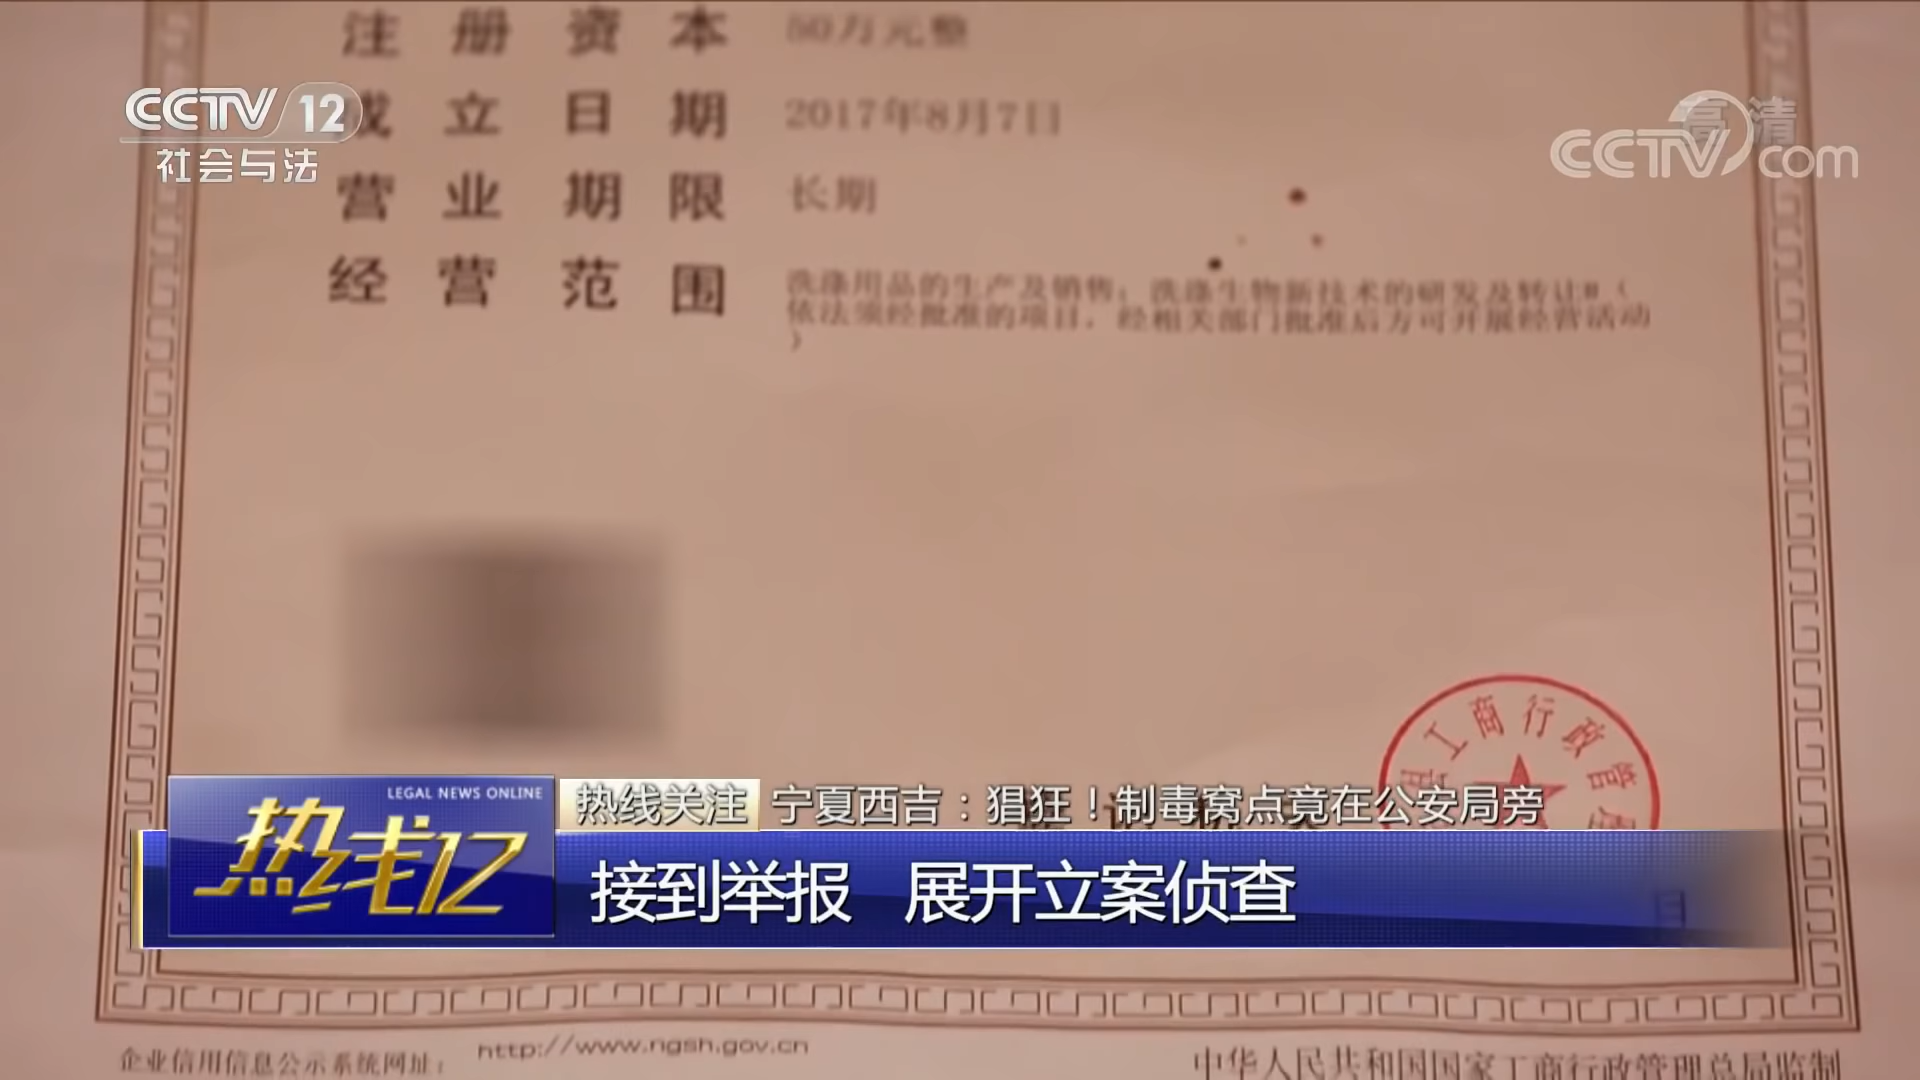 注册资本 50万元整
成立日期 2017年8月7日
营业期限 长期
经营范围 洗涤用品的生产及销售；洗涤生物新技术的研发及转让*（
依法须经批准的项目，经相关部门批准后方可开展经营活动
）
CCTV 12
社会与法
高清
CCTV com
工商行政管
LEGAL NEWS ONLINE
热线12
热线关注 宁夏西吉：猖狂！制毒窝点竟在公安局旁
接到举报 展开立案侦查
企业信用信息公示系统网址：
http://www.ngsh.gov.cn
中华人民共和国国家工商行政管理总局监制